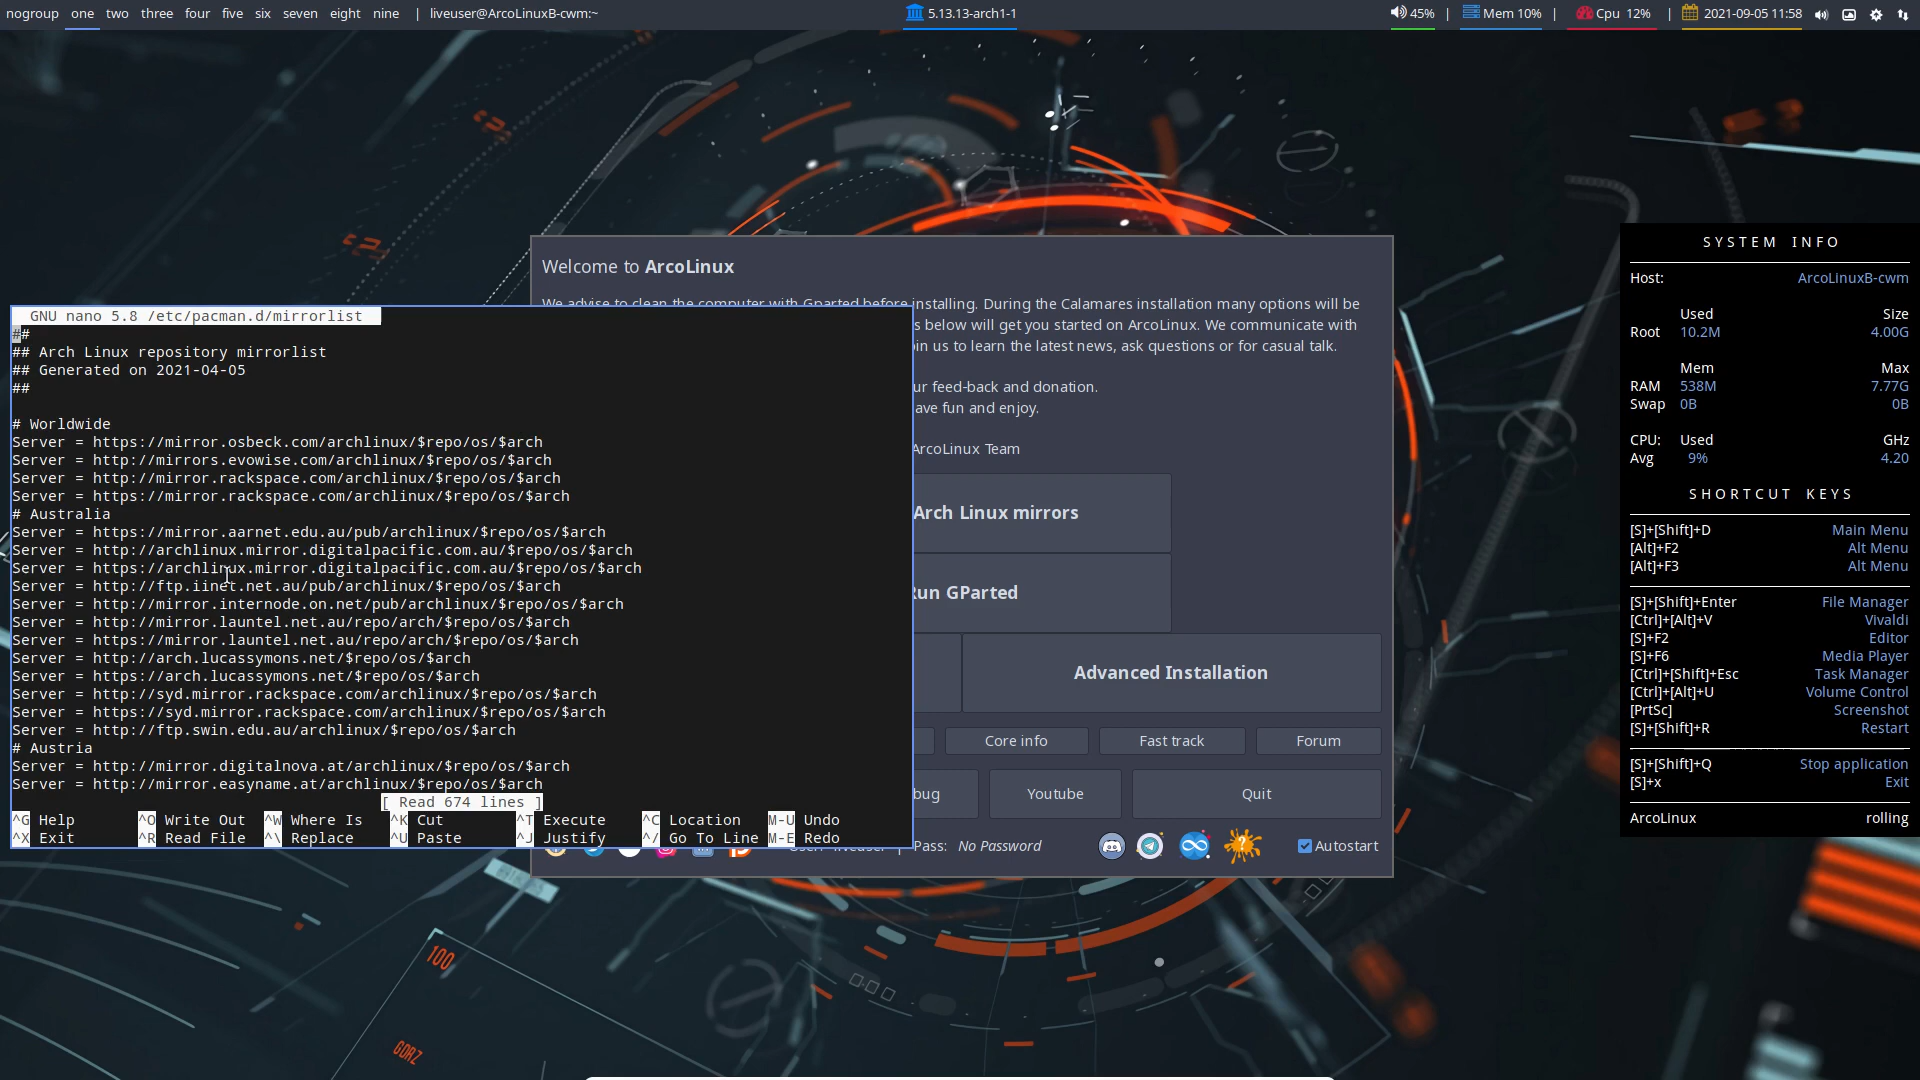 nogroup one two three four five six seven eight nine | liveuser@ArcoLinuxB-cwm:~
5.13.13-arch1-1
45% | Mem 10% | Cpu 12% | 2021-09-05 11:58
Welcome to ArcoLinux
We advise to clean the computer with Gparted before installing. During the Calamares installation many options will be
s below will get you started on ArcoLinux. We communicate with
in us to learn the latest news, ask questions or for casual talk.
ur feed-back and donation.
ave fun and enjoy.
ArcoLinux Team
Arch Linux mirrors
Run GParted
Advanced Installation
Core info
Fast track
Forum
bug
Youtube
Quit
Pass: No Password
Autostart
GNU nano 5.8 /etc/pacman.d/mirrorlist
##
## Arch Linux repository mirrorlist
## Generated on 2021-04-05
##
# Worldwide
Server = https://mirror.osbeck.com/archlinux/$repo/os/$arch
Server = http://mirrors.evowise.com/archlinux/$repo/os/$arch
Server = http://mirror.rackspace.com/archlinux/$repo/os/$arch
Server = https://mirror.rackspace.com/archlinux/$repo/os/$arch
# Australia
Server = https://mirror.aarnet.edu.au/pub/archlinux/$repo/os/$arch
Server = http://archlinux.mirror.digitalpacific.com.au/$repo/os/$arch
Server = https://archlinux.mirror.digitalpacific.com.au/$repo/os/$arch
Server = http://ftp.iinet.net.au/pub/archlinux/$repo/os/$arch
Server = http://mirror.internode.on.net/pub/archlinux/$repo/os/$arch
Server = http://mirror.launtel.net.au/repo/arch/$repo/os/$arch
Server = https://mirror.launtel.net.au/repo/arch/$repo/os/$arch
Server = http://arch.lucassymons.net/$repo/os/$arch
Server = https://arch.lucassymons.net/$repo/os/$arch
Server = http://syd.mirror.rackspace.com/archlinux/$repo/os/$arch
Server = https://syd.mirror.rackspace.com/archlinux/$repo/os/$arch
Server = http://ftp.swin.edu.au/archlinux/$repo/os/$arch
# Austria
Server = http://mirror.digitalnova.at/archlinux/$repo/os/$arch
Server = http://mirror.easyname.at/archlinux/$repo/os/$arch
[ Read 674 lines ]
^G Help ^O Write Out ^W Where Is ^K Cut ^T Execute ^C Location M-U Undo
^X Exit ^R Read File ^\ Replace ^U Paste ^J Justify ^/ Go To Line M-E Redo
SYSTEM INFO
Host: ArcoLinuxB-cwm
Used Size
Root 10.2M 4.00G
Mem Max
RAM 538M 7.77G
Swap 0B 0B
CPU: Used GHz
Avg 9% 4.20
SHORTCUT KEYS
[S]+[Shift]+D Main Menu
[Alt]+F2 Alt Menu
[Alt]+F3 Alt Menu
[S]+[Shift]+Enter File Manager
[Ctrl]+[Alt]+V Vivaldi
[S]+F2 Editor
[S]+F6 Media Player
[Ctrl]+[Shift]+Esc Task Manager
[Ctrl]+[Alt]+U Volume Control
[PrtSc] Screenshot
[S]+[Shift]+R Restart
[S]+[Shift]+Q Stop application
[S]+x Exit
ArcoLinux rolling
100